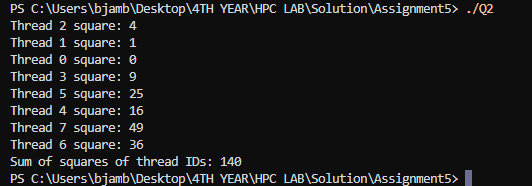 PS C:\Users\bjamb\Desktop\4TH YEAR\HPC LAB\Solution\Assignment5> ./Q2
Thread 2 square: 4
Thread 1 square: 1
Thread 0 square: 0
Thread 3 square: 9
Thread 5 square: 25
Thread 4 square: 16
Thread 7 square: 49
Thread 6 square: 36
Sum of squares of thread IDs: 140
PS C:\Users\bjamb\Desktop\4TH YEAR\HPC LAB\Solution\Assignment5>